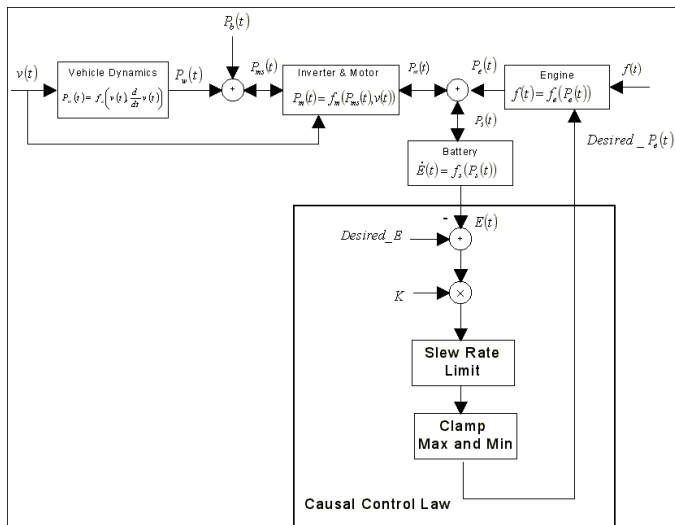 P_b(t)
v(t)
Vehicle Dynamics
P_w(t) = f_v(v(t), d/dt v(t))
P_w(t)
+
P_ms(t)
Inverter & Motor
P_m(t) = f_m(P_ms(t), v(t))
P_m(t)
+
P_e(t)
Engine
f(t) = f_e(P_e(t))
f(t)
P_s(t)
Desired_P_e(t)
Battery
Ė(t) = f_s(P_s(t))
-
E(t)
Desired_E
+
K
×
Slew Rate
Limit
Clamp
Max and Min
Causal Control Law